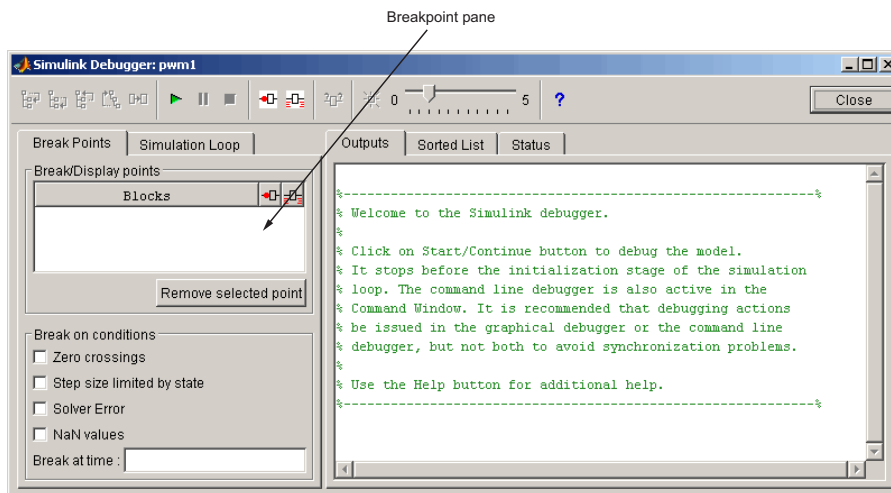 Breakpoint pane
Simulink Debugger: pwm1
0 5 ? Close
Break Points Simulation Loop
Outputs Sorted List Status
Break/Display points
Blocks
Remove selected point
Break on conditions
Zero crossings
Step size limited by state
Solver Error
NaN values
Break at time :
%----------------------------------------------------------------%
% Welcome to the Simulink debugger.
%
% Click on Start/Continue button to debug the model.
% It stops before the initialization stage of the simulation
% loop. The command line debugger is also active in the
% Command Window. It is recommended that debugging actions
% be issued in the graphical debugger or the command line
% debugger, but not both to avoid synchronization problems.
%
% Use the Help button for additional help.
%----------------------------------------------------------------%